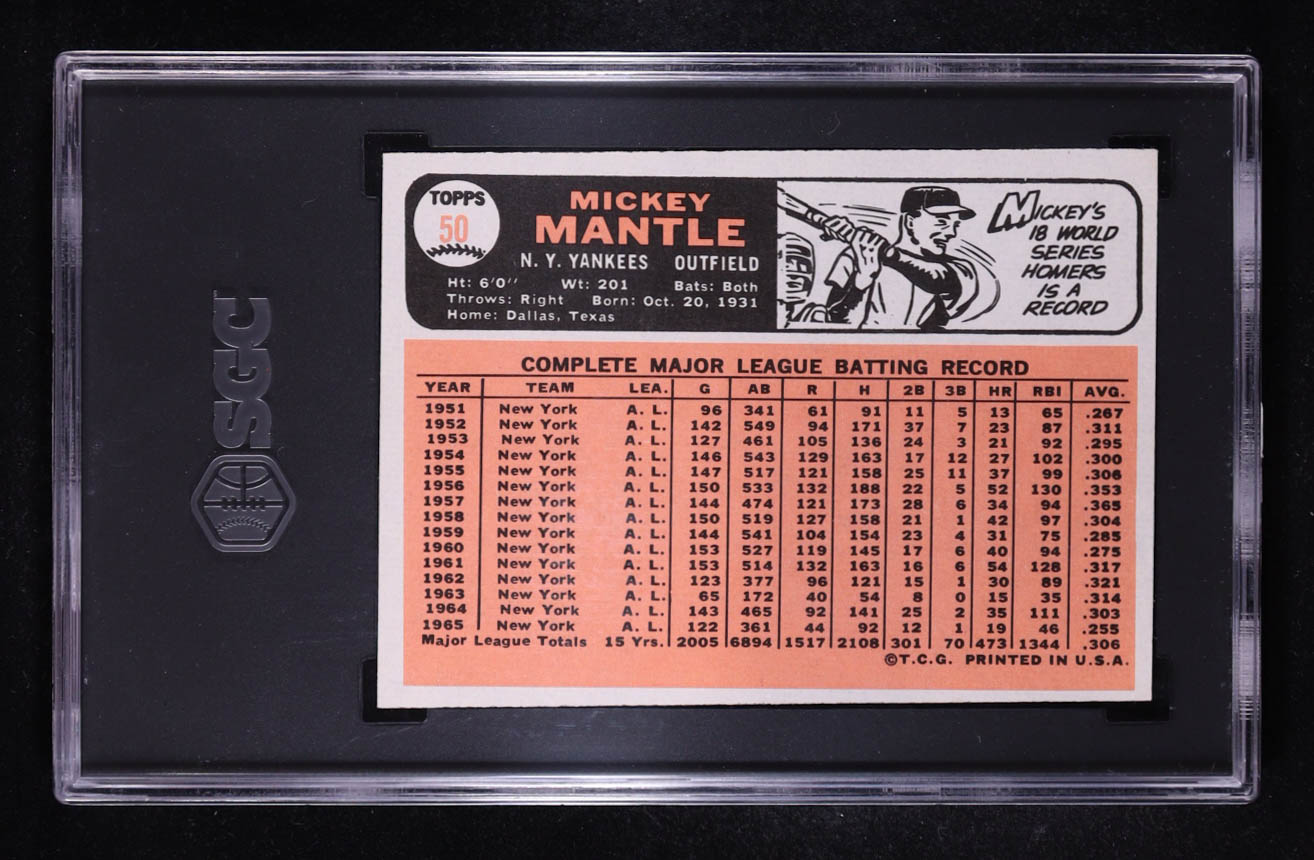 SGC
TOPPS
50
MICKEY
MANTLE
N. Y. YANKEES OUTFIELD
Ht: 6'0" Wt: 201 Bats: Both
Throws: Right Born: Oct. 20, 1931
Home: Dallas, Texas
MICKEY'S
18 WORLD
SERIES
HOMERS
IS A
RECORD
COMPLETE MAJOR LEAGUE BATTING RECORD
YEAR TEAM LEA. G AB R H 2B 3B HR RBI AVG.
1951 New York A. L. 96 341 61 91 11 5 13 65 .267
1952 New York A. L. 142 549 94 171 37 7 23 87 .311
1953 New York A. L. 127 461 105 136 24 3 21 92 .295
1954 New York A. L. 146 543 129 163 17 12 27 102 .300
1955 New York A. L. 147 517 121 158 25 11 37 99 .306
1956 New York A. L. 150 533 132 188 22 5 52 130 .353
1957 New York A. L. 144 474 121 173 28 6 34 94 .365
1958 New York A. L. 150 519 127 158 21 1 42 97 .304
1959 New York A. L. 144 541 104 154 23 4 31 75 .285
1960 New York A. L. 153 527 119 145 17 6 40 94 .275
1961 New York A. L. 153 514 132 163 16 6 54 128 .317
1962 New York A. L. 123 377 96 121 15 1 30 89 .321
1963 New York A. L. 65 172 40 54 8 0 15 35 .314
1964 New York A. L. 143 465 92 141 25 2 35 111 .303
1965 New York A. L. 122 361 44 92 12 1 19 46 .255
Major League Totals 15 Yrs. 2005 6894 1517 2108 301 70 473 1344 .306
©T.C.G. PRINTED IN U.S.A.